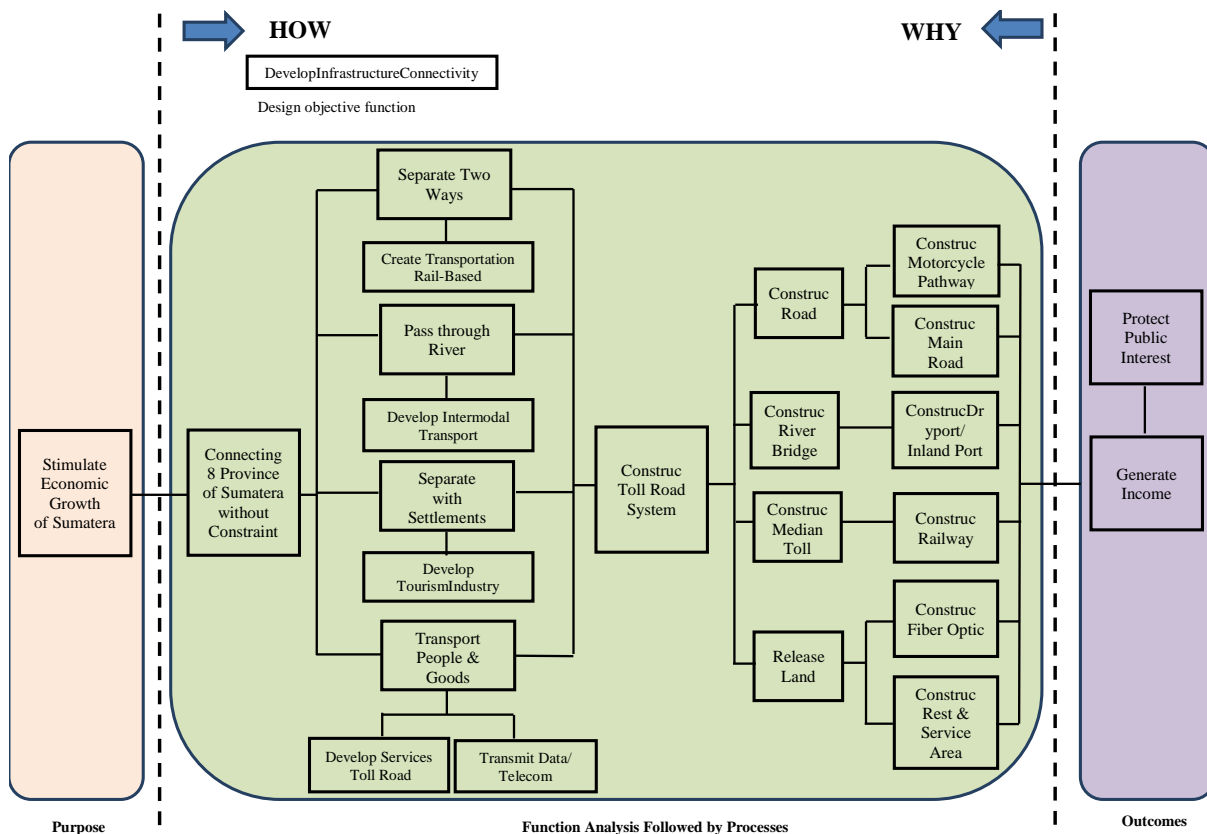 HOW
WHY
DevelopInfrastructureConnectivity
Design objective function
Stimulate
Economic
Growth
of Sumatera
Connecting
8 Province
of Sumatera
without
Constraint
Separate Two
Ways
Create Transportation
Rail-Based
Pass through
River
Develop Intermodal
Transport
Separate
with
Settlements
Develop
TourismIndustry
Transport
People &
Goods
Develop Services
Toll Road
Transmit Data/
Telecom
Construc
Toll Road
System
Construc
Road
Construc
River
Bridge
Construc
Median
Toll
Release
Land
Construc
Motorcycle
Pathway
Construc
Main
Road
ConstrucDr
yport/
Inland Port
Construc
Railway
Construc
Fiber Optic
Construc
Rest &
Service
Area
Protect
Public
Interest
Generate
Income
Purpose
Function Analysis Followed by Processes
Outcomes